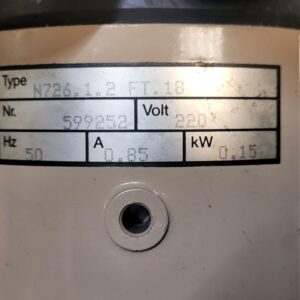 Type N726.1.2 FT.18
Nr. 599252 Volt 220
Hz 50 A 0.85 kW 0.15